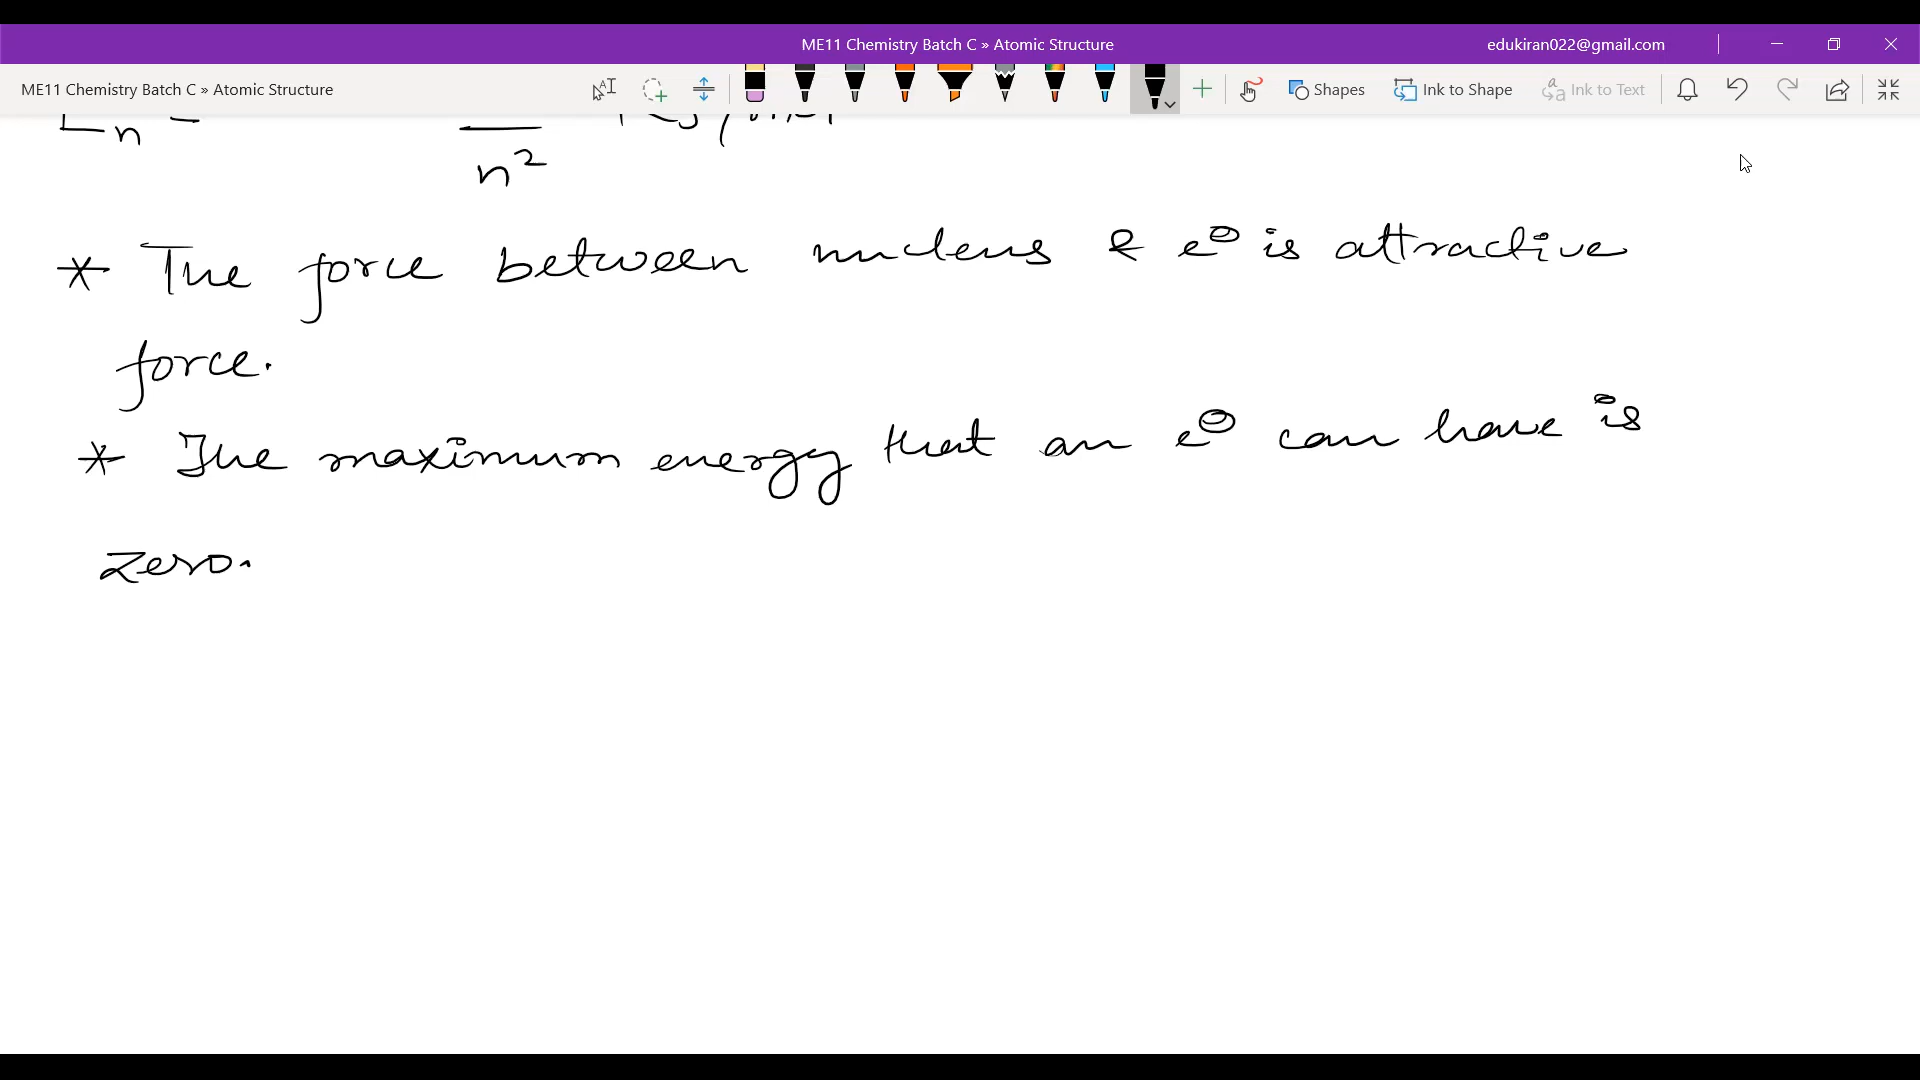 ME11 Chemistry Batch C » Atomic Structure
edukiran022@gmail.com
ME11 Chemistry Batch C » Atomic Structure
Shapes
Ink to Shape
Ink to Text
n
n²
* The force between nucleus & e⊖ is attractive
force.
* The maximum energy that an e⊖ can have is
zero.